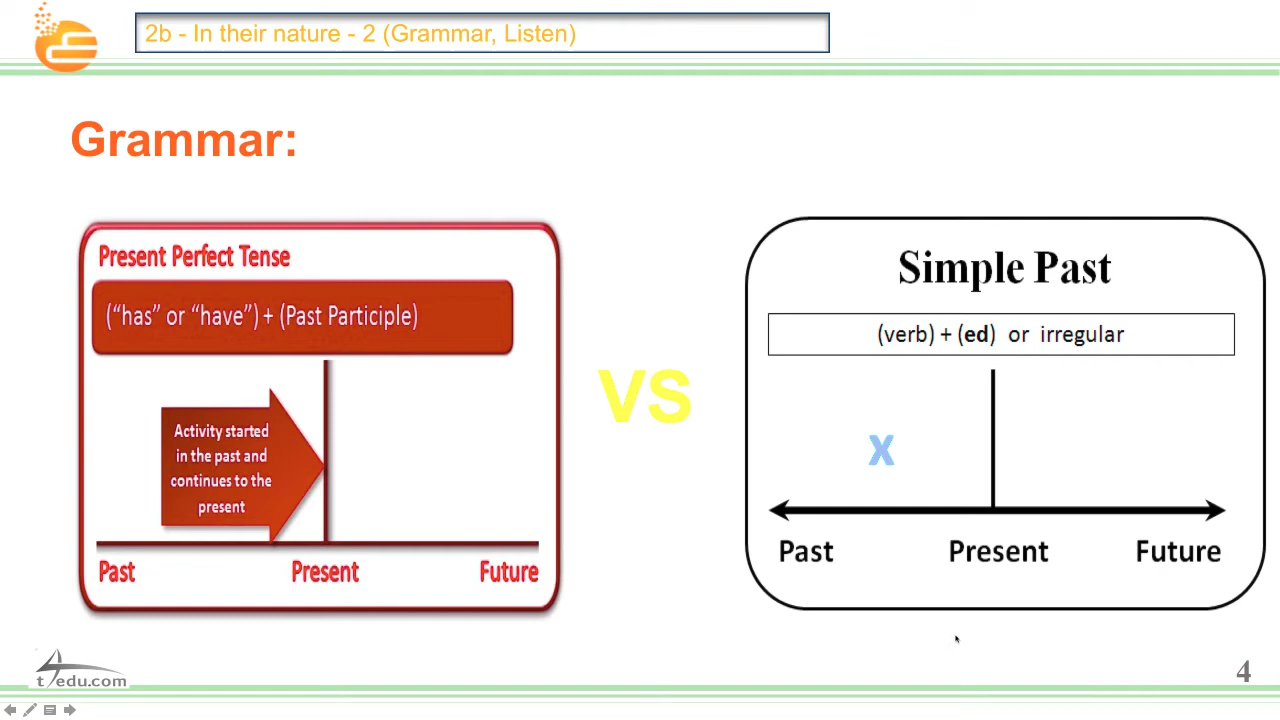 2b - In their nature - 2 (Grammar, Listen)
Grammar:
Present Perfect Tense
(“has” or “have”) + (Past Participle)
Activity started
in the past and
continues to the
present
Past Present Future
VS
Simple Past
(verb) + (ed) or irregular
X
Past Present Future
edu.com
4